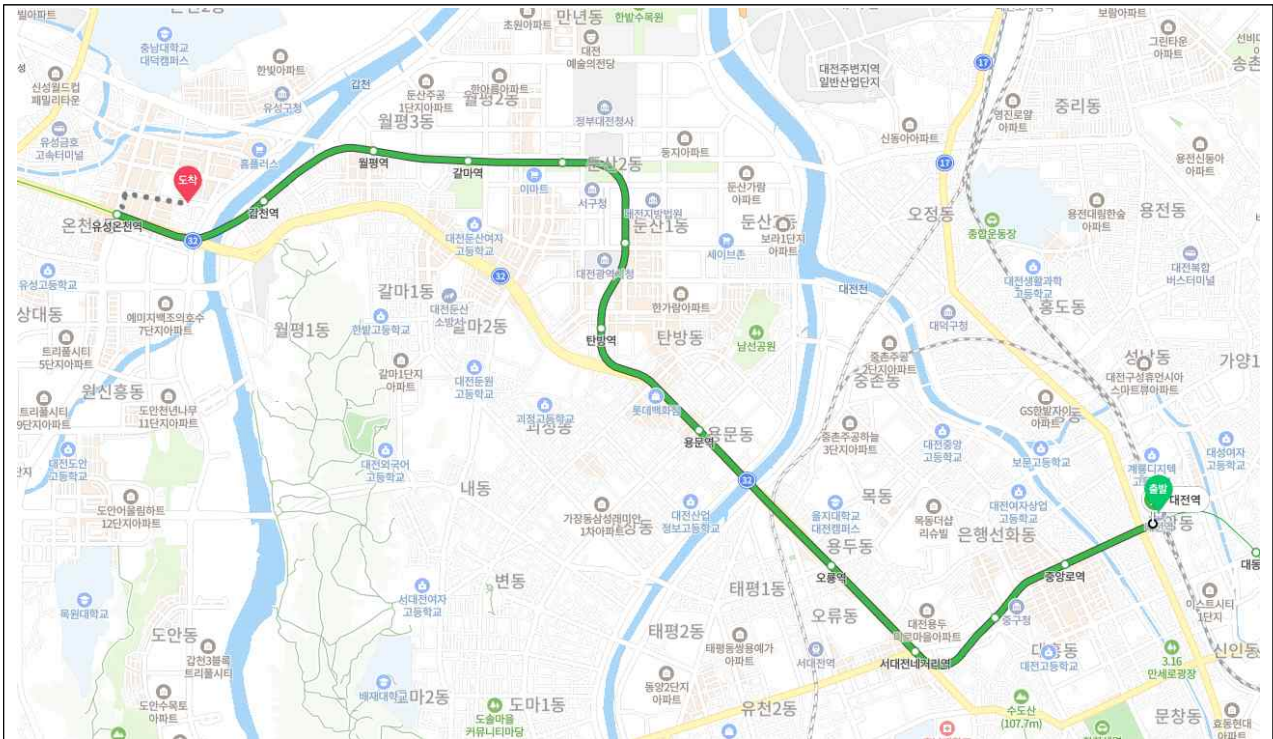 만년동
한밭수목원
초원아파트
보람아파트
그린타운
아파트
송촌
충남대학교
대덕캠퍼스
한빛아파트
갑천
대전
예술의전당
대전주변지역
일반산업단지
17
신성월드컵
패밀리타운
유성구청
둔산주공
1단지아파트
한아름아파트
월평2동
월평3동
정부대전청사
신동아아파트
영진로얄
아파트
중리동
유성금호
고속터미널
홈플러스
월평역
갈마역
둔산2동
둥지아파트
17
용전신동아
아파트
도착
이마트
서구청
대전지방법원
둔산가람
아파트
갑천역
온천
유성온천역
32
대전둔산여자
고등학교
둔산1동
보라1단지
아파트
세이브존
오정동
종합운동장
용전대림한숲
아파트
용전동
유성고등학교
32
대전광역시청
대전천
대전생활과학
고등학교
대전복합
버스터미널
갈마1동
대전둔산
소방서
한가람아파트
홍도동
상대동
예미지백조의호수
7단지아파트
월평1동
한밭고등학교
갈마2동
탄방역
탄방동
남선공원
대덕구청
트리풀시티
5단지아파트
갈마1단지
아파트
중촌주공
2단지아파트
중촌동
성남동
가양1
대전구성휴먼시아
스마트뷰아파트
원신흥동
대전둔원
고등학교
트리풀시티
9단지아파트
도안천년나무
11단지아파트
괴정고등학교
괴정동
롯데백화점
용문역
용문동
중촌주공하늘
3단지아파트
대전중앙
고등학교
GS한밭자이
아파트
보문고등학교
대성여자
고등학교
단지
대전도안
고등학교
대전외국어
고등학교
계룡디지텍
출발
대전역
내동
32
도안어울림하트
12단지아파트
가장동삼성래미안
1차아파트
대전산업
정보고등학교
을지대학교
대전캠퍼스
목동
목동더샵
리슈빌
대전여자상업
고등학교
은행선화동
용두동
변동
오룡역
중앙로역
대동
목원대학교
서대전여자
고등학교
태평1동
오류동
대전용두
미르마을아파트
중구청
이스트시티
1단지
도안동
태평2동
태평동쌍용예가
아파트
서대전역
서대전네거리역
대흥동
대전고등학교
3.16
만세로광장
신인동
갑천3블록
트리풀시티
동양2단지
아파트
도안수목토
아파트
배재대학교
도마2동
도마1동
도솔마을
커뮤니티마당
유천2동
수도산
(107.7m)
문창동
효동현대
아파트